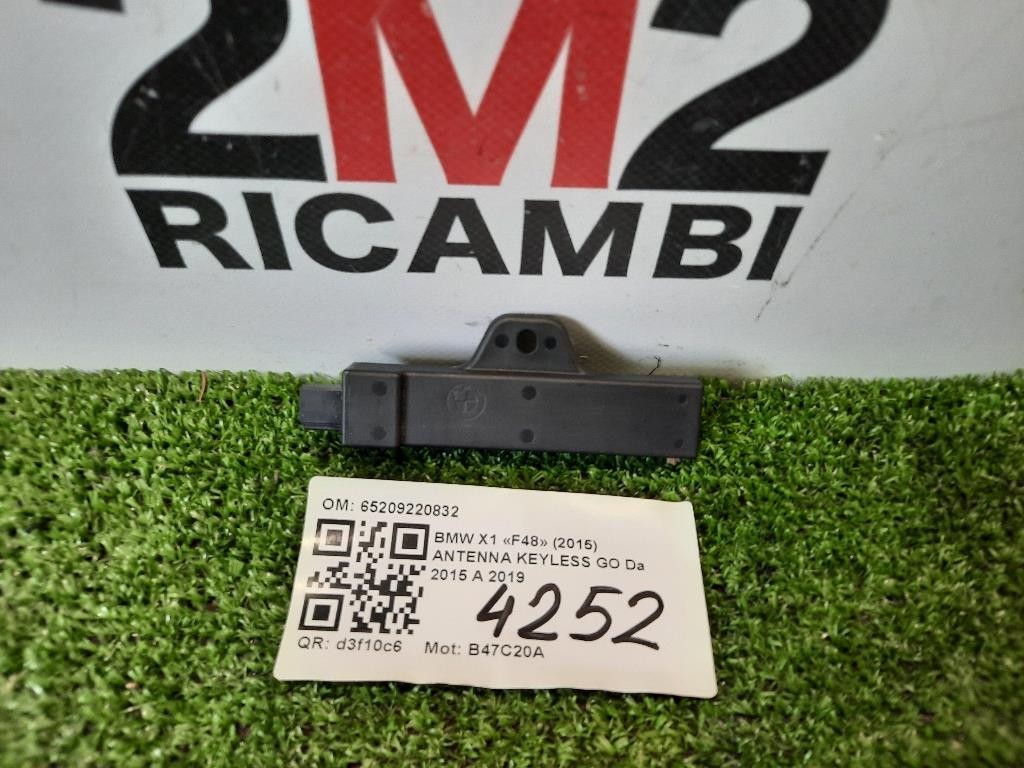 2M2
RICAMBI
OM: 65209220832
BMW X1 «F48» (2015)
ANTENNA KEYLESS GO Da
2015 A 2019
4252
QR: d3f10c6 Mot: B47C20A